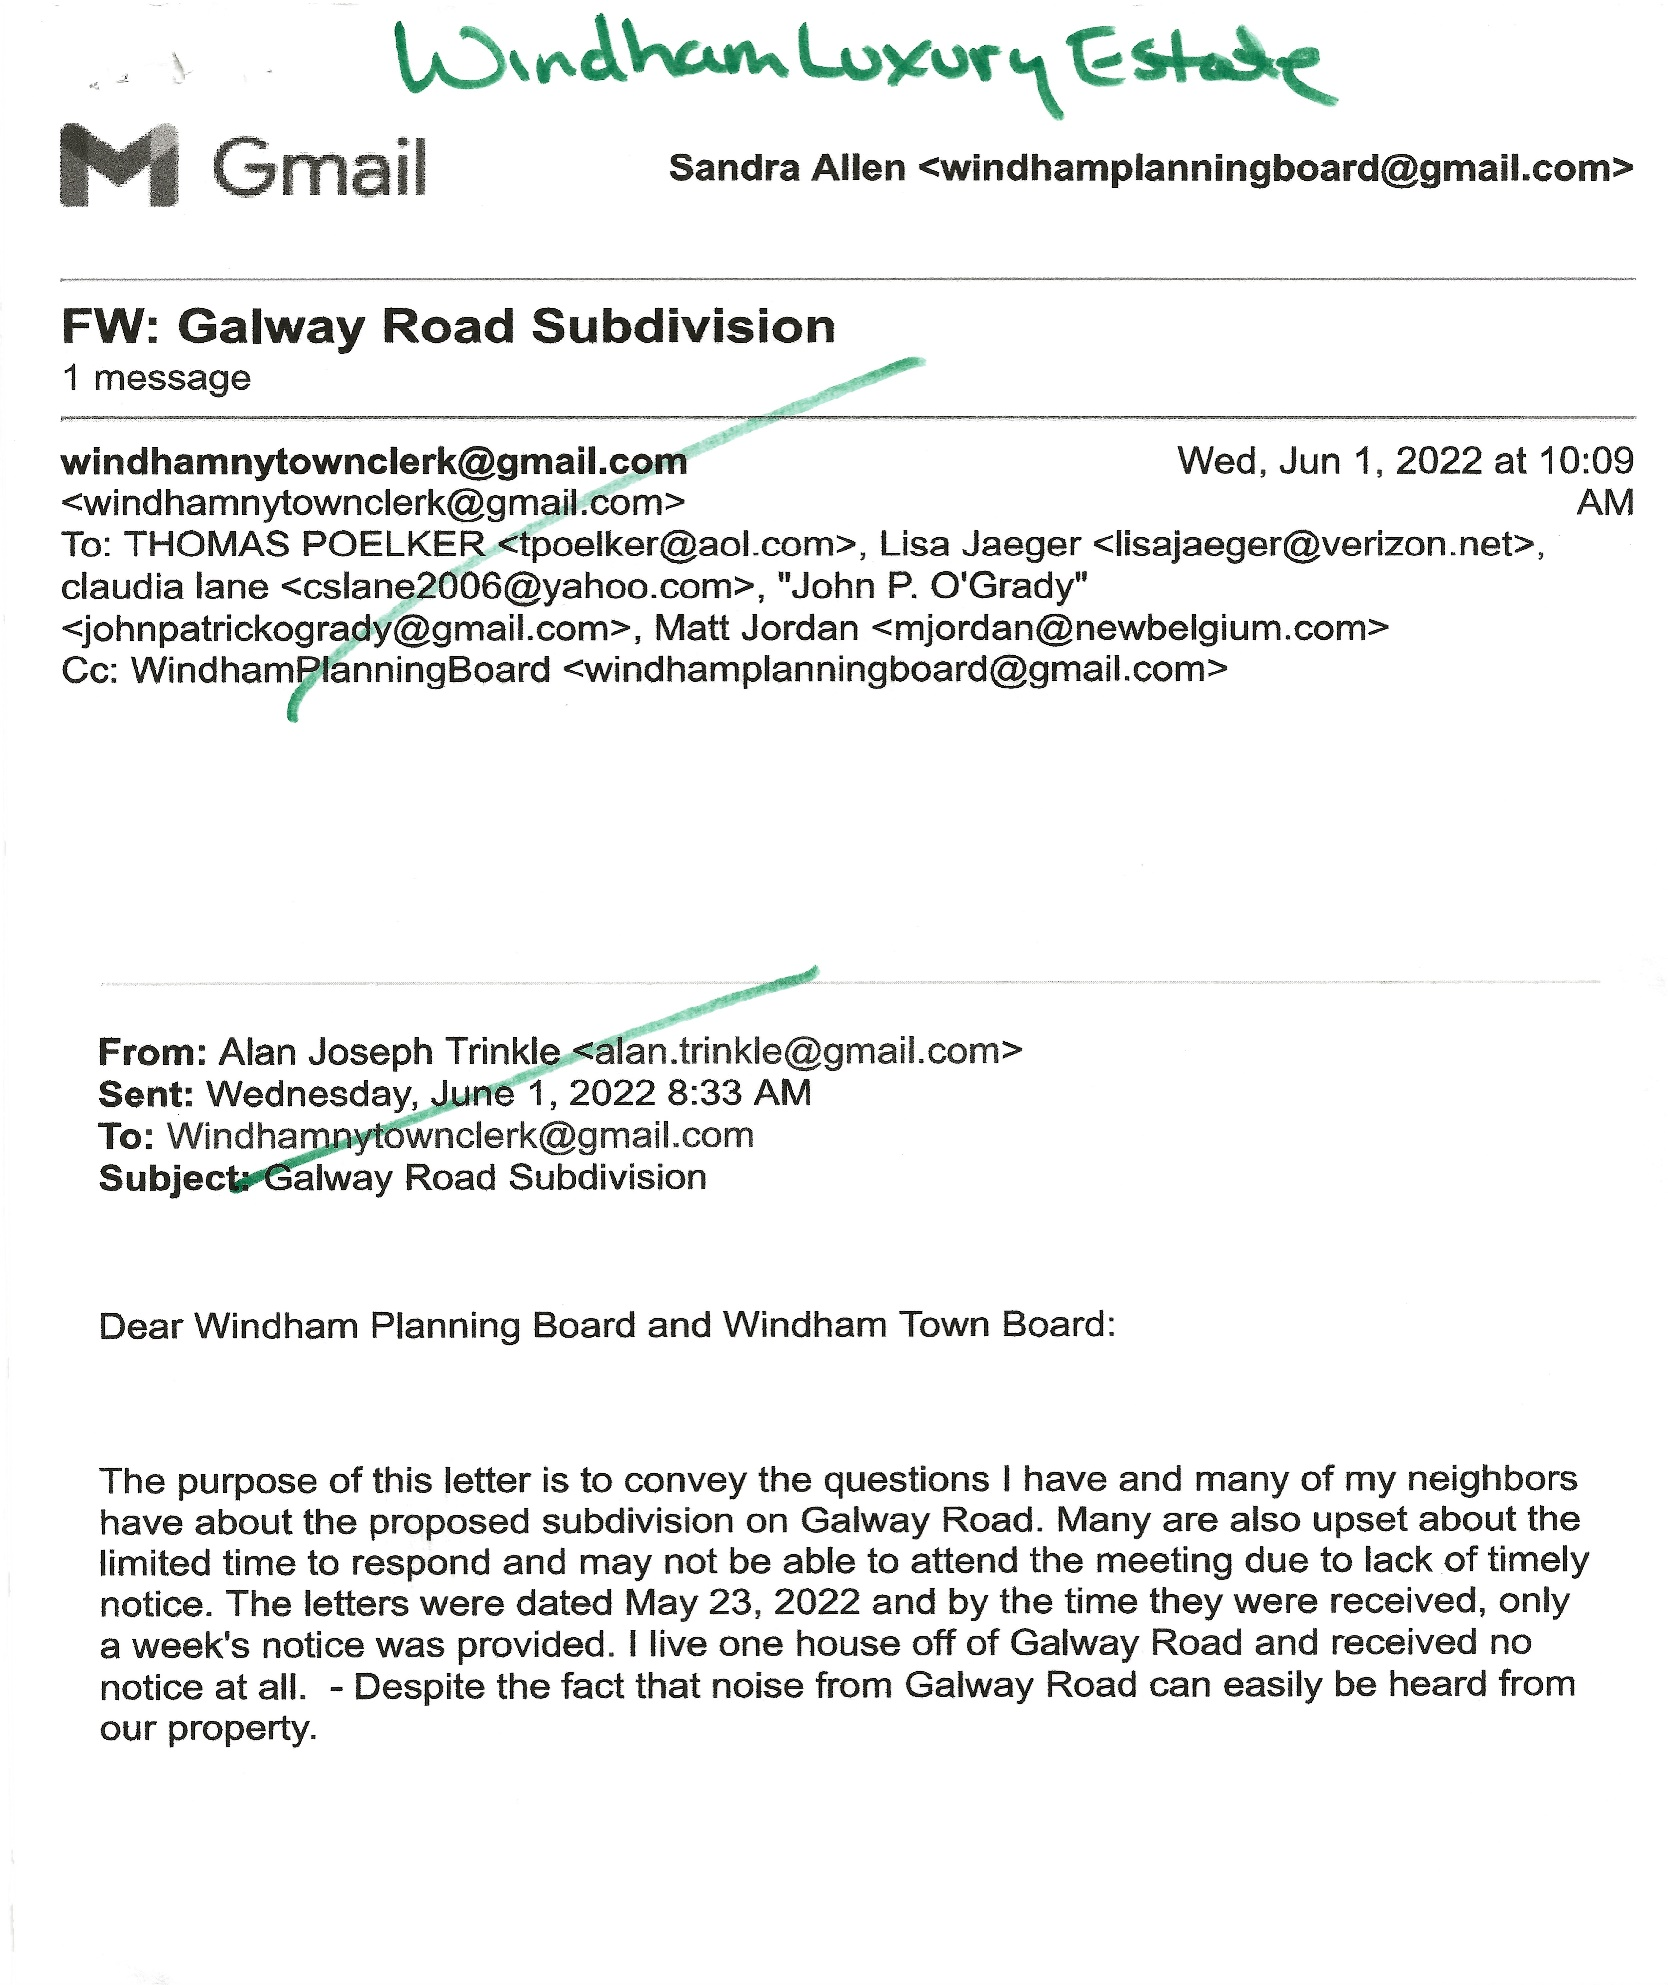 Windham Luxury Estate
Gmail
Sandra Allen <windhamplanningboard@gmail.com>
FW: Galway Road Subdivision
1 message
windhamnytownclerk@gmail.com
<windhamnytownclerk@gmail.com>
Wed, Jun 1, 2022 at 10:09
AM
To: THOMAS POELKER <tpoelker@aol.com>, Lisa Jaeger <lisajaeger@verizon.net>,
claudia lane <cslane2006@yahoo.com>, "John P. O'Grady"
<johnpatrickogrady@gmail.com>, Matt Jordan <mjordan@newbelgium.com>
Cc: WindhamPlanningBoard <windhamplanningboard@gmail.com>
From: Alan Joseph Trinkle <alan.trinkle@gmail.com>
Sent: Wednesday, June 1, 2022 8:33 AM
To: Windhamnytownclerk@gmail.com
Subject: Galway Road Subdivision
Dear Windham Planning Board and Windham Town Board:
The purpose of this letter is to convey the questions I have and many of my neighbors
have about the proposed subdivision on Galway Road. Many are also upset about the
limited time to respond and may not be able to attend the meeting due to lack of timely
notice. The letters were dated May 23, 2022 and by the time they were received, only
a week's notice was provided. I live one house off of Galway Road and received no
notice at all.  - Despite the fact that noise from Galway Road can easily be heard from
our property.